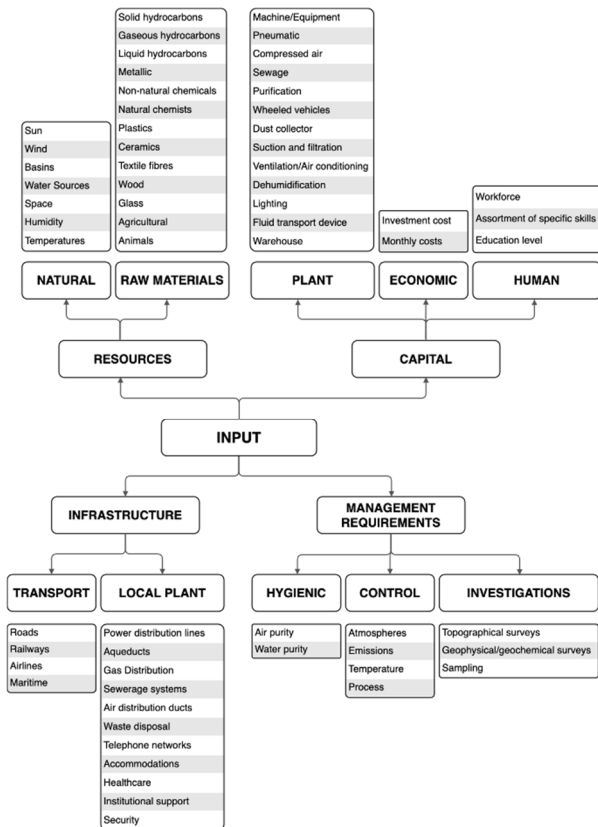 Solid hydrocarbons
Gaseous hydrocarbons
Liquid hydrocarbons
Metallic
Non-natural chemicals
Natural chemists
Plastics
Ceramics
Textile fibres
Wood
Glass
Agricultural
Animals
Machine/Equipment
Pneumatic
Compressed air
Sewage
Purification
Wheeled vehicles
Dust collector
Suction and filtration
Ventilation/Air conditioning
Dehumidification
Lighting
Fluid transport device
Warehouse
Sun
Wind
Basins
Water Sources
Space
Humidity
Temperatures
Investment cost
Monthly costs
Workforce
Assortment of specific skills
Education level
NATURAL
RAW MATERIALS
PLANT
ECONOMIC
HUMAN
RESOURCES
CAPITAL
INPUT
INFRASTRUCTURE
MANAGEMENT
REQUIREMENTS
TRANSPORT
LOCAL PLANT
HYGIENIC
CONTROL
INVESTIGATIONS
Roads
Railways
Airlines
Maritime
Power distribution lines
Aqueducts
Gas Distribution
Sewerage systems
Air distribution ducts
Waste disposal
Telephone networks
Accommodations
Healthcare
Institutional support
Security
Air purity
Water purity
Atmospheres
Emissions
Temperature
Process
Topographical surveys
Geophysical/geochemical surveys
Sampling